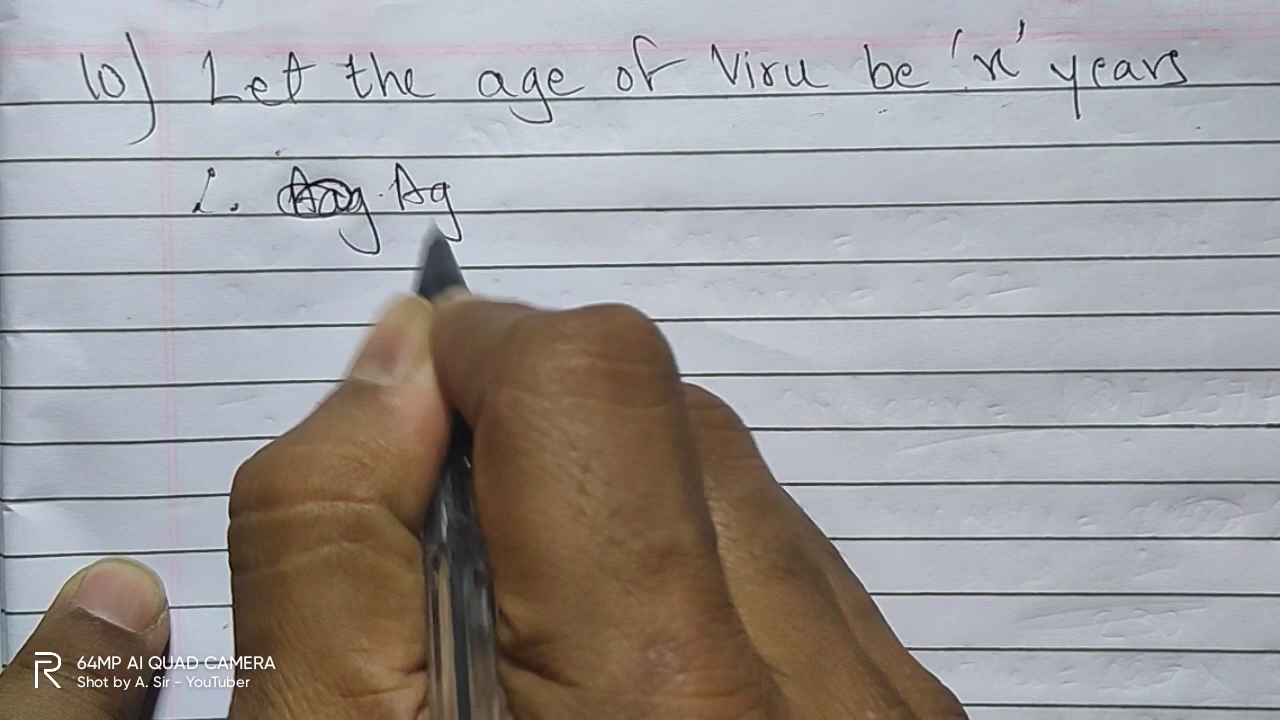 10) Let the age of Viru be 'x' years
Ag
64MP AI QUAD CAMERA
Shot by A. Sir - YouTuber